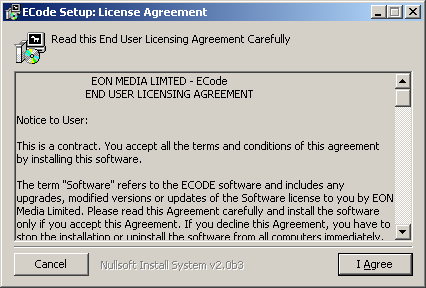 ECode Setup: License Agreement
Read this End User Licensing Agreement Carefully
EON MEDIA LIMTED - ECode
END USER LICENSING AGREEMENT
Notice to User:
This is a contract. You accept all the terms and conditions of this agreement
by installing this software.
The term "Software" refers to the ECODE software and includes any
upgrades, modified versions or updates of the Software license to you by EON
Media Limited. Please read this Agreement carefully and install the software
only if you accept this Agreement. If you decline this Agreement, you have to
stop the installation or uninstall the software from all computers immediately.
Cancel
Nullsoft Install System v2.0b3
I Agree